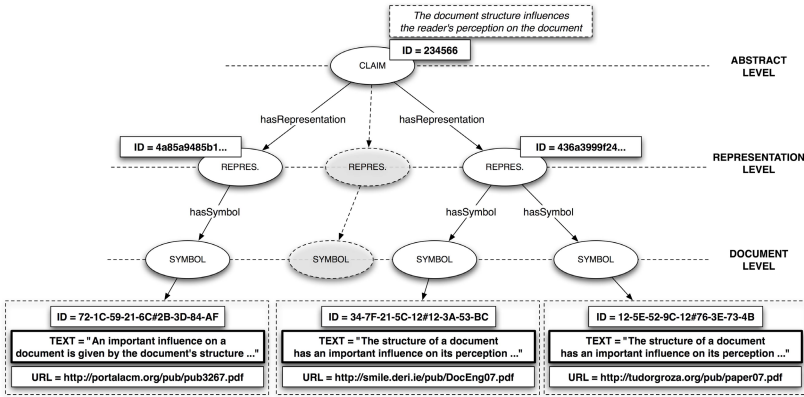 The document structure influences
the reader's perception on the document
ID = 234566
CLAIM
ABSTRACT
LEVEL
hasRepresentation
hasRepresentation
ID = 4a85a9485b1...
ID = 436a3999f24...
REPRES.
REPRES.
REPRES.
REPRESENTATION
LEVEL
hasSymbol
hasSymbol
hasSymbol
SYMBOL
SYMBOL
SYMBOL
SYMBOL
DOCUMENT
LEVEL
ID = 72-1C-59-21-6C#2B-3D-84-AF
TEXT = "An important influence on a
document is given by the document's structure ..."
URL = http://portalacm.org/pub/pub3267.pdf
ID = 34-7F-21-5C-12#12-3A-53-BC
TEXT = "The structure of a document
has an important influence on its perception ..."
URL = http://smile.deri.ie/pub/DocEng07.pdf
ID = 12-5E-52-9C-12#76-3E-73-4B
TEXT = "The structure of a document
has an important influence on its perception ..."
URL = http://tudorgroza.org/pub/paper07.pdf